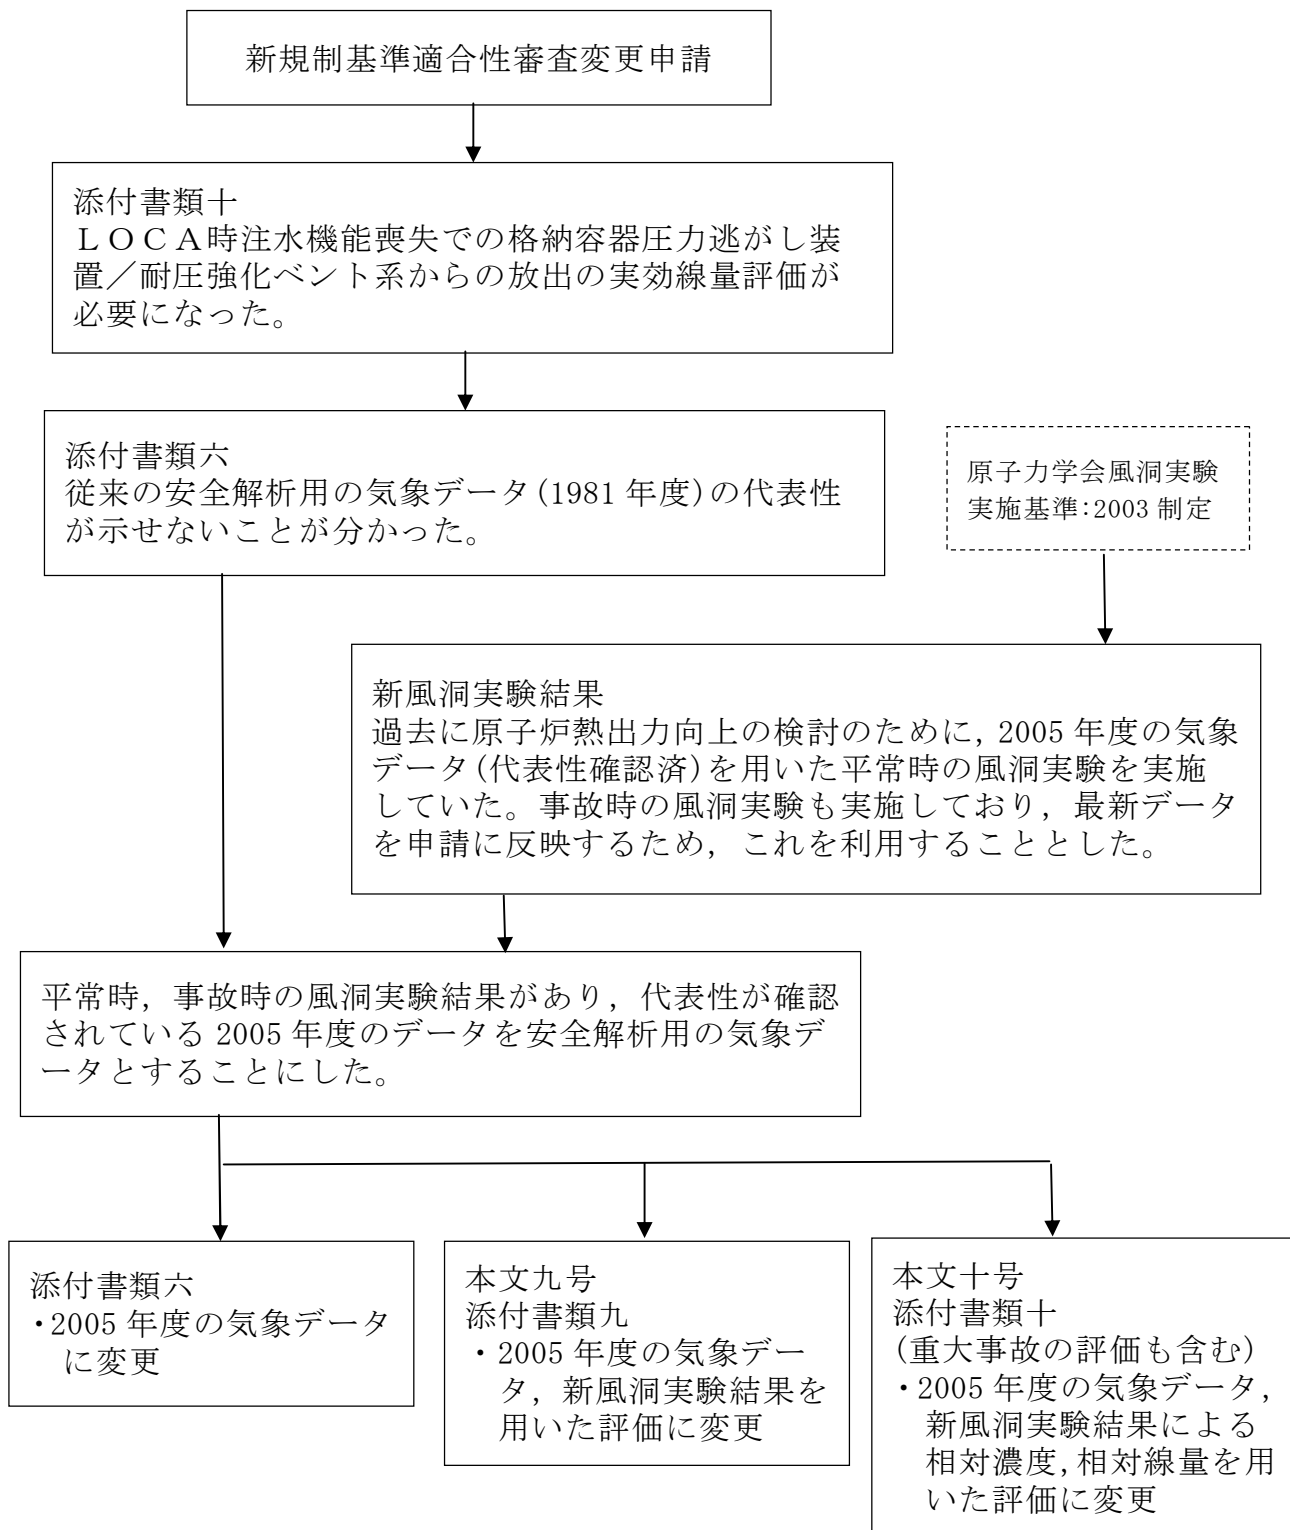 新規制基準適合性審査変更申請
添付書類十
ＬＯＣＡ時注水機能喪失での格納容器圧力逃がし装
置／耐圧強化ベント系からの放出の実効線量評価が
必要になった。
添付書類六
従来の安全解析用の気象データ(1981 年度)の代表性
が示せないことが分かった。
原子力学会風洞実験
実施基準:2003 制定
新風洞実験結果
過去に原子炉熱出力向上の検討のために，2005 年度の気象
データ(代表性確認済)を用いた平常時の風洞実験を実施
していた。事故時の風洞実験も実施しており，最新データ
を申請に反映するため，これを利用することとした。
平常時，事故時の風洞実験結果があり，代表性が確認
されている 2005 年度のデータを安全解析用の気象デ
ータとすることにした。
添付書類六
・2005 年度の気象データ
に変更
本文九号
添付書類九
・2005 年度の気象デー
タ，新風洞実験結果を
用いた評価に変更
本文十号
添付書類十
(重大事故の評価も含む)
・2005 年度の気象データ，
新風洞実験結果による
相対濃度,相対線量を用
いた評価に変更